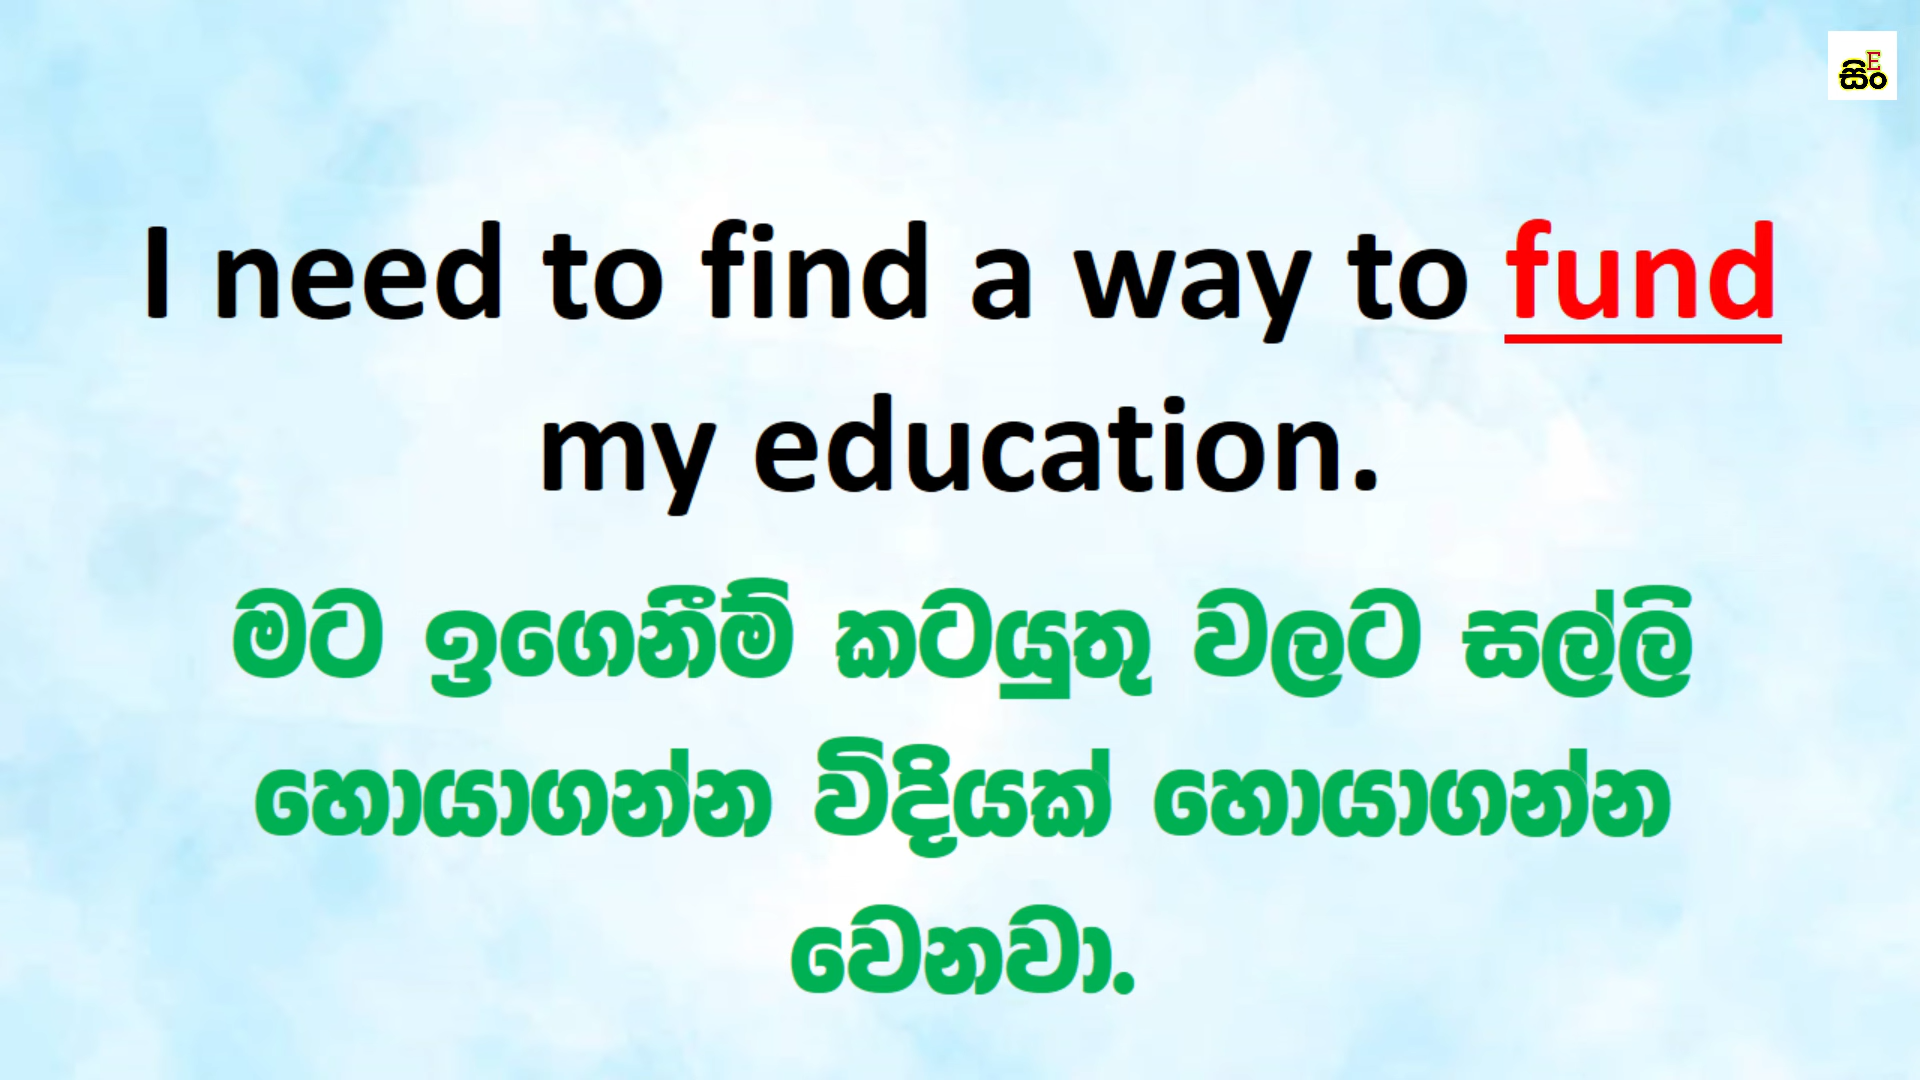 E
සිං
I need to find a way to fund
my education.
මට ඉගෙනීම් කටයුතු වලට සල්ලි
හොයාගන්න විදියක් හොයාගන්න
වෙනවා.